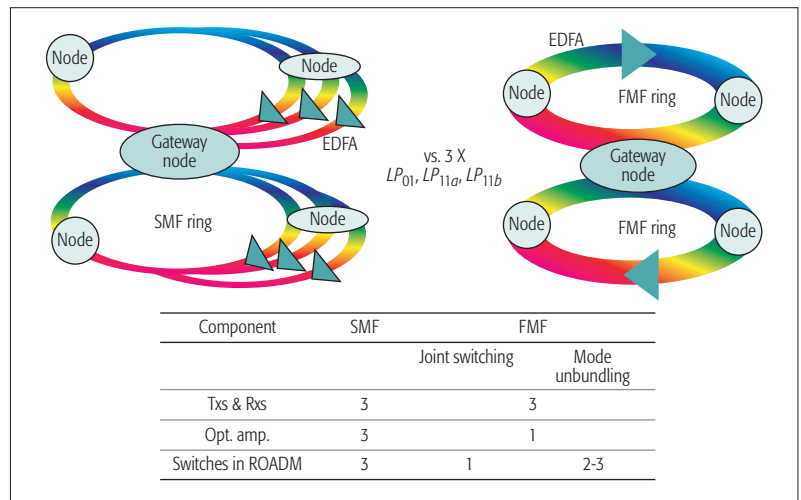 Node
Node
EDFA
Gateway
node
SMF ring
Node
Node
vs. 3 X
LP01, LP11a, LP11b
EDFA
FMF ring
Node
Node
Gateway
node
FMF ring
Node
Node
Component SMF FMF
Joint switching Mode
unbundling
Txs & Rxs 3 3
Opt. amp. 3 1
Switches in ROADM 3 1 2-3